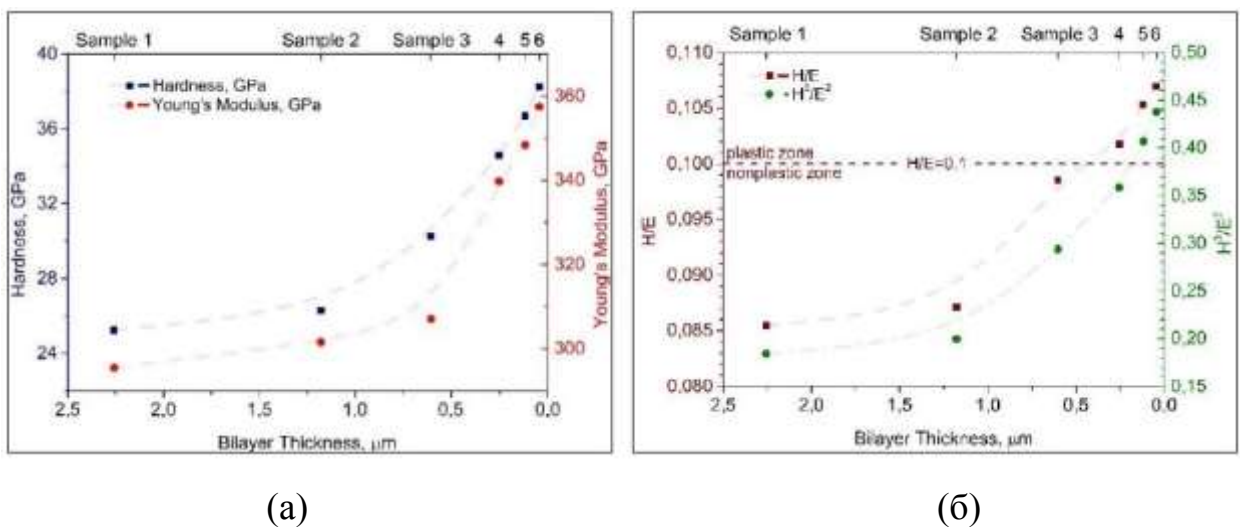 Sample 1 Sample 2 Sample 3 4 5 6
40
36
32
28
24
Hardness, GPa
Hardness, GPa
Young's Modulus, GPa
360
340
320
300
Young's Modulus, GPa
2,5 2,0 1,5 1,0 0,5 0,0
Bilayer Thickness, μm
(а)
Sample 1 Sample 2 Sample 3 4 5 6
0,110
0,105
0,100
0,095
0,090
0,085
0,080
H/E
H/E
H³/E²
plastic zone
H/E=0,1
nonplastic zone
0,50
0,45
0,40
0,35
0,30
0,25
0,20
0,15
H³/E²
2,5 2,0 1,5 1,0 0,5 0,0
Bilayer Thickness, μm
(б)